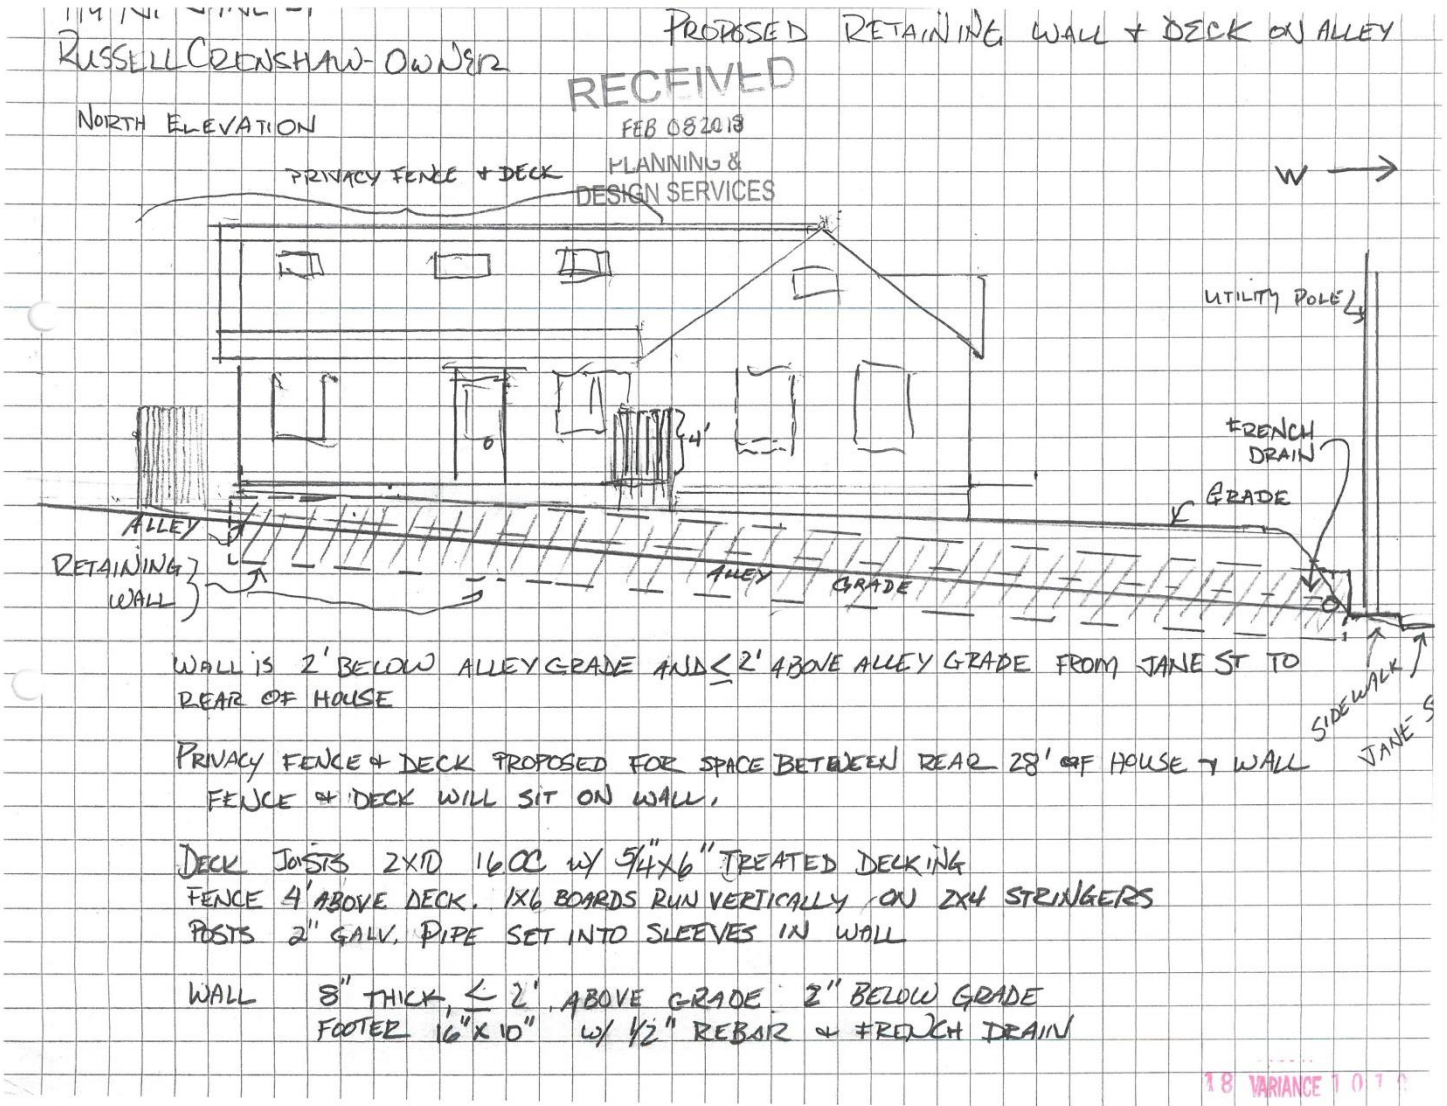 PROPOSED RETAINING WALL & DECK ON ALLEY
RUSSELL CRENSHAW-OWNER
RECEIVED
FEB 08 2018
PLANNING &
DESIGN SERVICES
NORTH ELEVATION
PRIVACY FENCE & DECK
W
UTILITY POLE
4'
FRENCH
DRAIN
GRADE
ALLEY
RETAINING
WALL
ALLEY GRADE
WALL IS 2' BELOW ALLEY GRADE AND ≤ 2' ABOVE ALLEY GRADE FROM JANE ST TO
REAR OF HOUSE
SIDEWALK
JANE S
PRIVACY FENCE & DECK PROPOSED FOR SPACE BETWEEN REAR 28' OF HOUSE & WALL
FENCE & DECK WILL SIT ON WALL.
DECK JOISTS 2X10 16 OC W/ 5/4"X6" TREATED DECKING
FENCE 4' ABOVE DECK. 1X6 BOARDS RUN VERTICALLY ON 2X4 STRINGERS
POSTS 2" GALV. PIPE SET INTO SLEEVES IN WALL
WALL 8" THICK, ≤ 2' ABOVE GRADE 2" BELOW GRADE
FOOTER 16"X10" W/ 1/2" REBAR & FRENCH DRAIN
18 VARIANCE 10